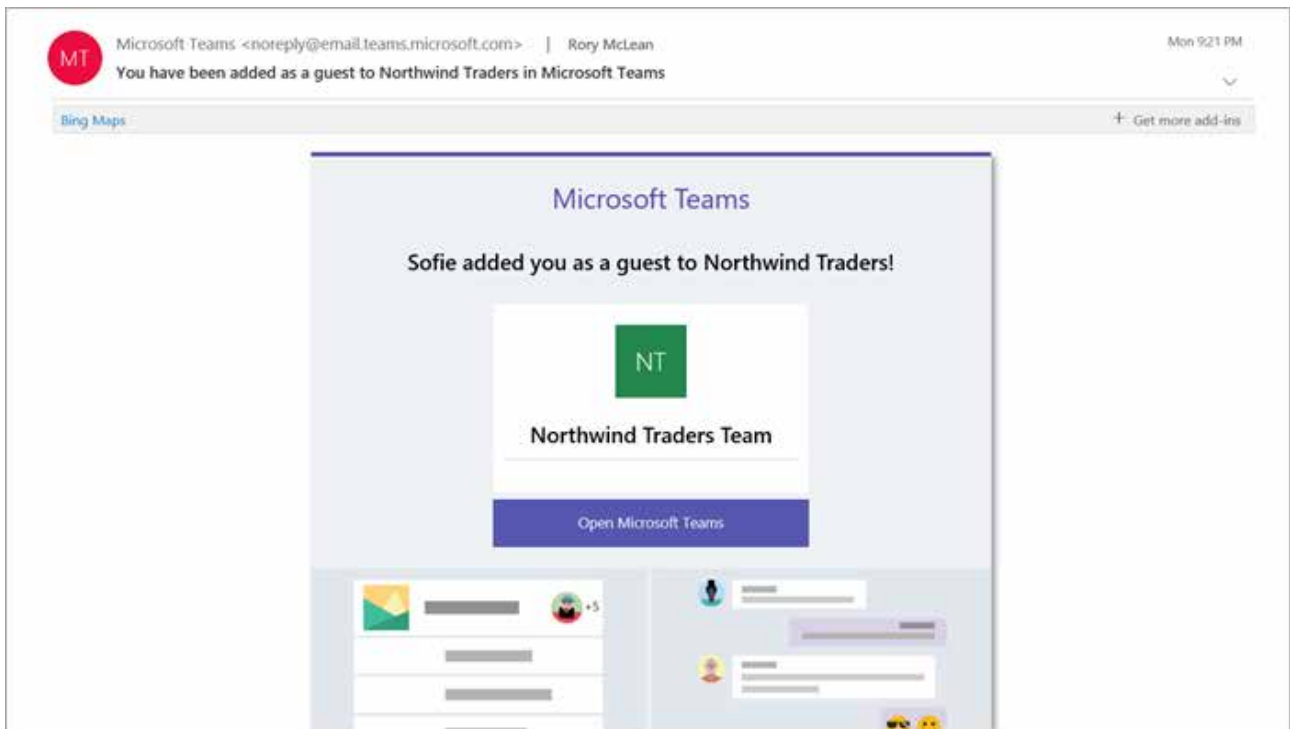 MT
Microsoft Teams <noreply@email.teams.microsoft.com> | Rory McLean
Mon 9:21 PM
You have been added as a guest to Northwind Traders in Microsoft Teams
Bing Maps
+ Get more add-ins
Microsoft Teams
Sofie added you as a guest to Northwind Traders!
NT
Northwind Traders Team
Open Microsoft Teams
+5